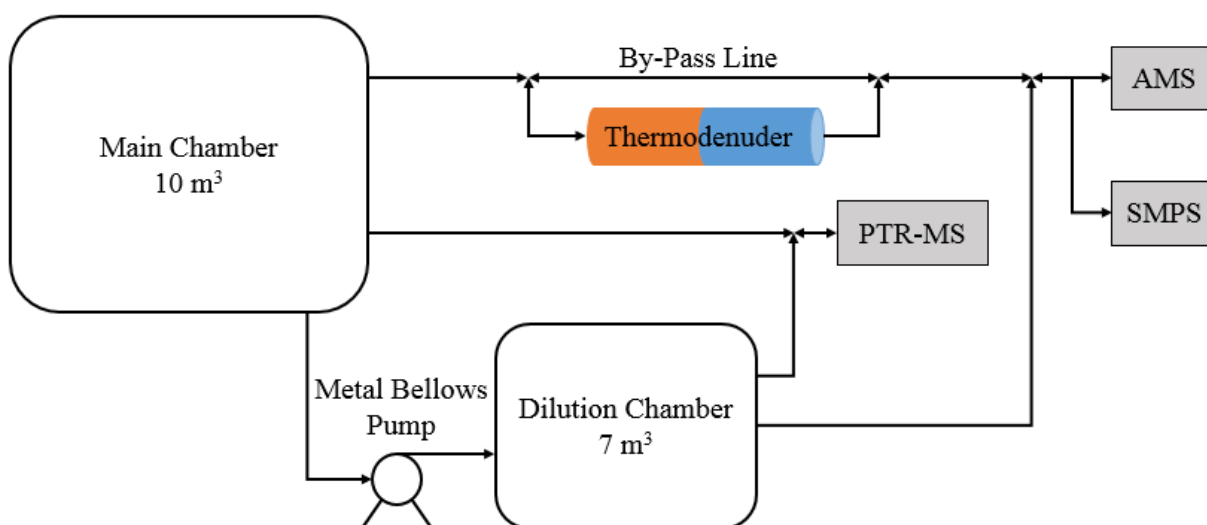 By-Pass Line
AMS
Thermodenuder
Main Chamber
10 m³
SMPS
PTR-MS
Metal Bellows
Pump
Dilution Chamber
7 m³